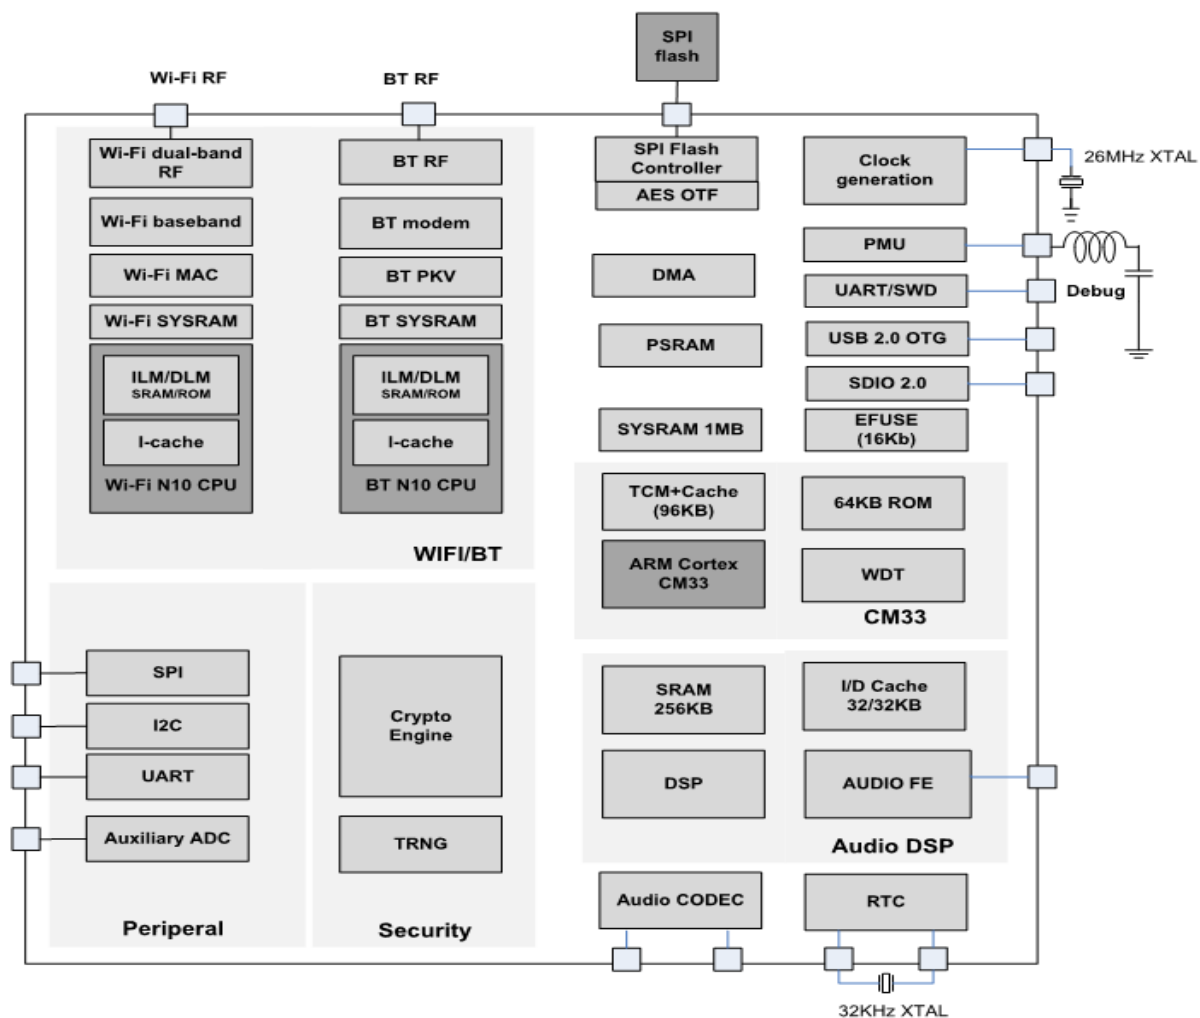 SPI
flash
Wi-Fi RF
BT RF
Wi-Fi dual-band
RF
Wi-Fi baseband
Wi-Fi MAC
Wi-Fi SYSRAM
ILM/DLM
SRAM/ROM
I-cache
Wi-Fi N10 CPU
BT RF
BT modem
BT PKV
BT SYSRAM
ILM/DLM
SRAM/ROM
I-cache
BT N10 CPU
WIFI/BT
SPI Flash
Controller
AES OTF
DMA
PSRAM
SYSRAM 1MB
Clock
generation
26MHz XTAL
PMU
UART/SWD
Debug
USB 2.0 OTG
SDIO 2.0
EFUSE
(16Kb)
TCM+Cache
(96KB)
64KB ROM
ARM Cortex
CM33
WDT
CM33
SPI
I2C
UART
Auxiliary ADC
Periperal
Crypto
Engine
TRNG
Security
SRAM
256KB
I/D Cache
32/32KB
DSP
AUDIO FE
Audio DSP
Audio CODEC
RTC
32KHz XTAL